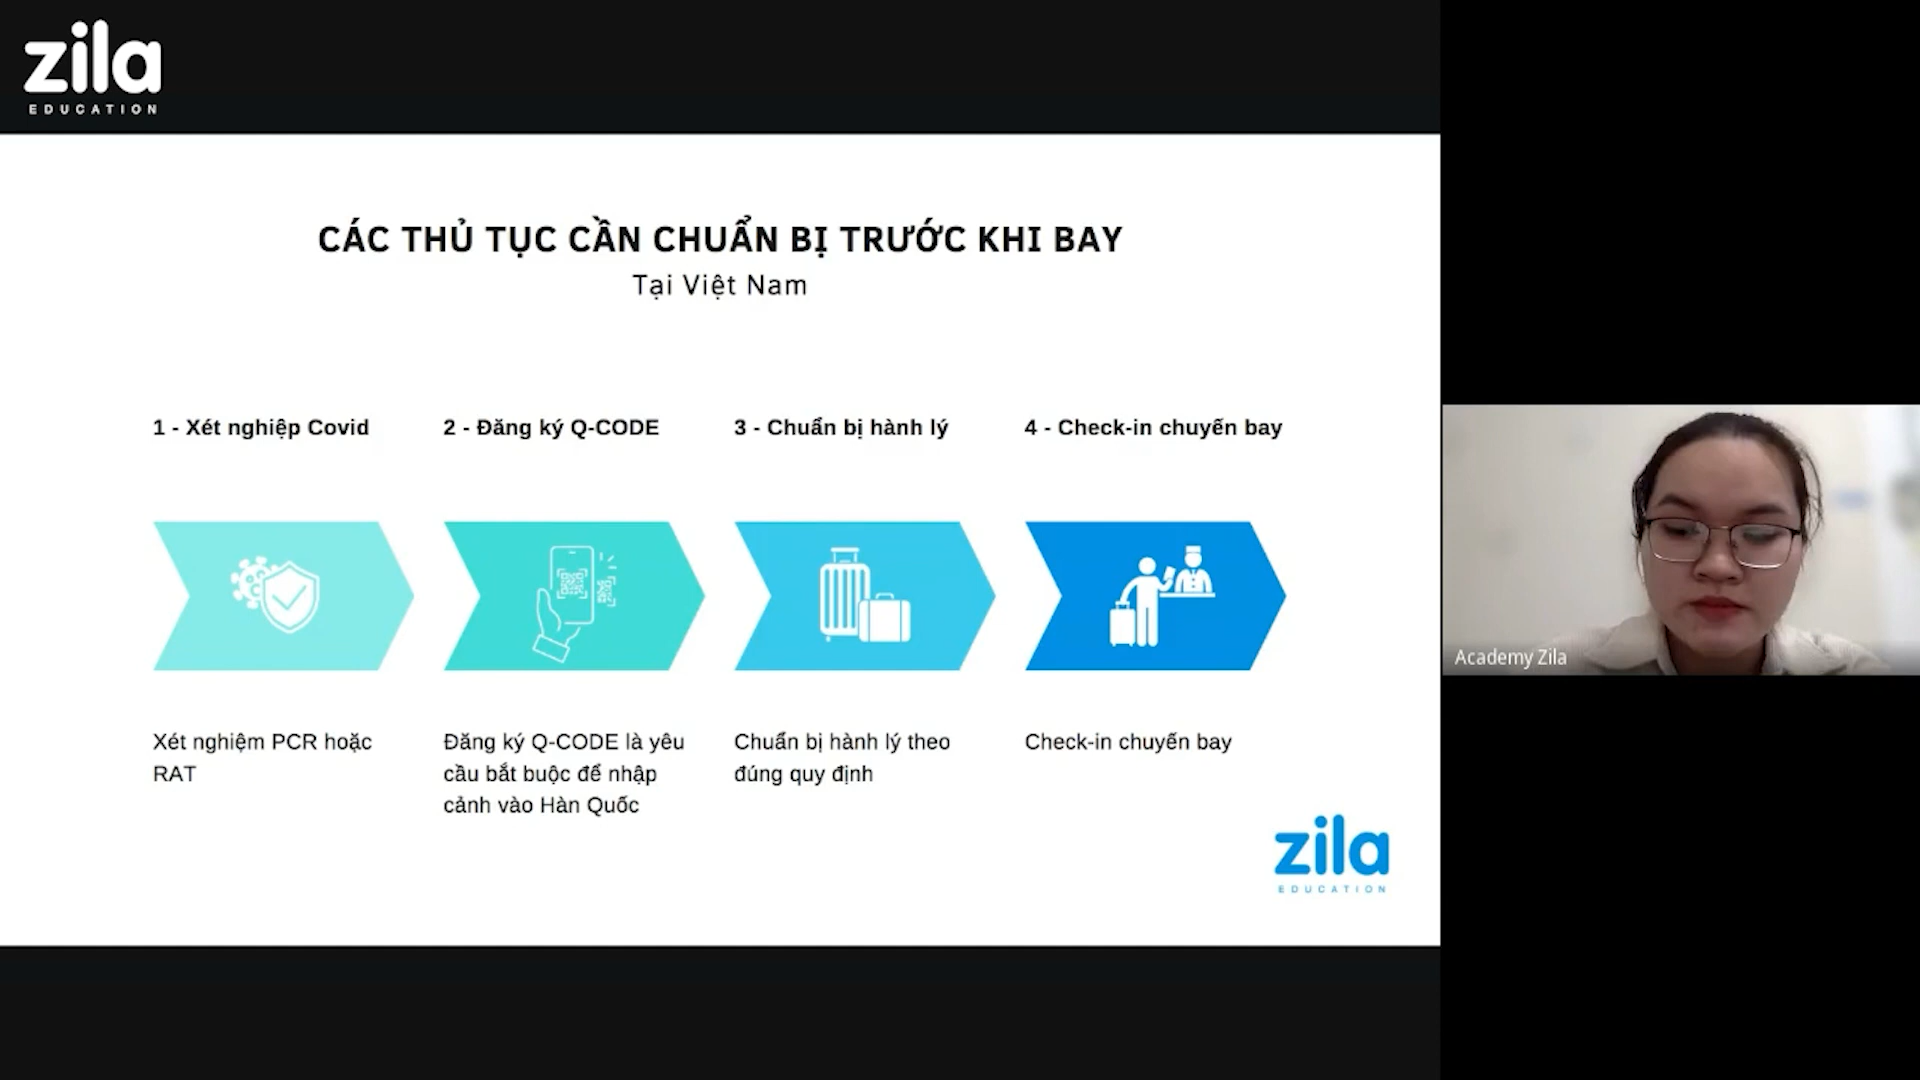 zila
EDUCATION
CÁC THỦ TỤC CẦN CHUẨN BỊ TRƯỚC KHI BAY
Tại Việt Nam
1 - Xét nghiệp Covid
2 - Đăng ký Q-CODE
3 - Chuẩn bị hành lý
4 - Check-in chuyến bay
Xét nghiệm PCR hoặc
RAT
Đăng ký Q-CODE là yêu
cầu bắt buộc để nhập
cảnh vào Hàn Quốc
Chuẩn bị hành lý theo
đúng quy định
Check-in chuyến bay
zila
EDUCATION
Academy Zila